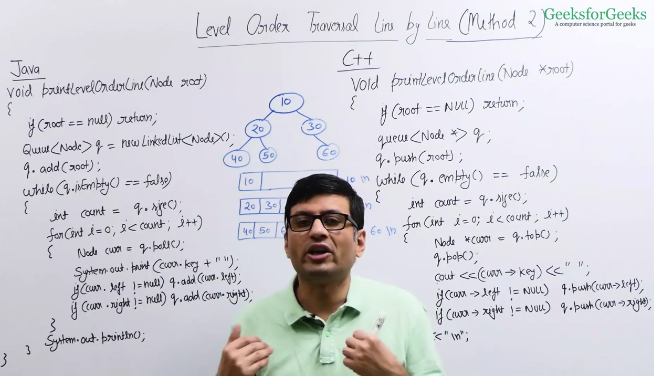 Level Order Traversal Line by Line (Method 2)
GeeksforGeeks
A computer science portal for geeks
Java
void printLevelOrderLine(Node root)
{
if(root == null) return;
Queue<Node> q = new LinkedList<Node>();
q.add(root);
while (q.isEmpty() == false)
{
int count = q.size();
for(int i=0; i<count; i++)
{
Node curr = q.poll();
System.out.print(curr.key + " ");
if(curr.left != null) q.add(curr.left);
if(curr.right != null) q.add(curr.right);
}
System.out.println();
}
}
10
20 30
40 50 60
10
10 \n
20 30
\n
40 50
60 \n
C++
void printLevelOrderLine(Node *root)
{
if(root == NULL) return;
queue<Node *> q;
q.push(root);
while (q.empty() == false)
{
int count = q.size();
for(int i=0; i<count; i++)
{
Node *curr = q.top();
q.pop();
cout <<(curr→key)<<" ";
if(curr→left != NULL) q.push(curr→left);
if(curr→right != NULL) q.push(curr→right);
<"\n";